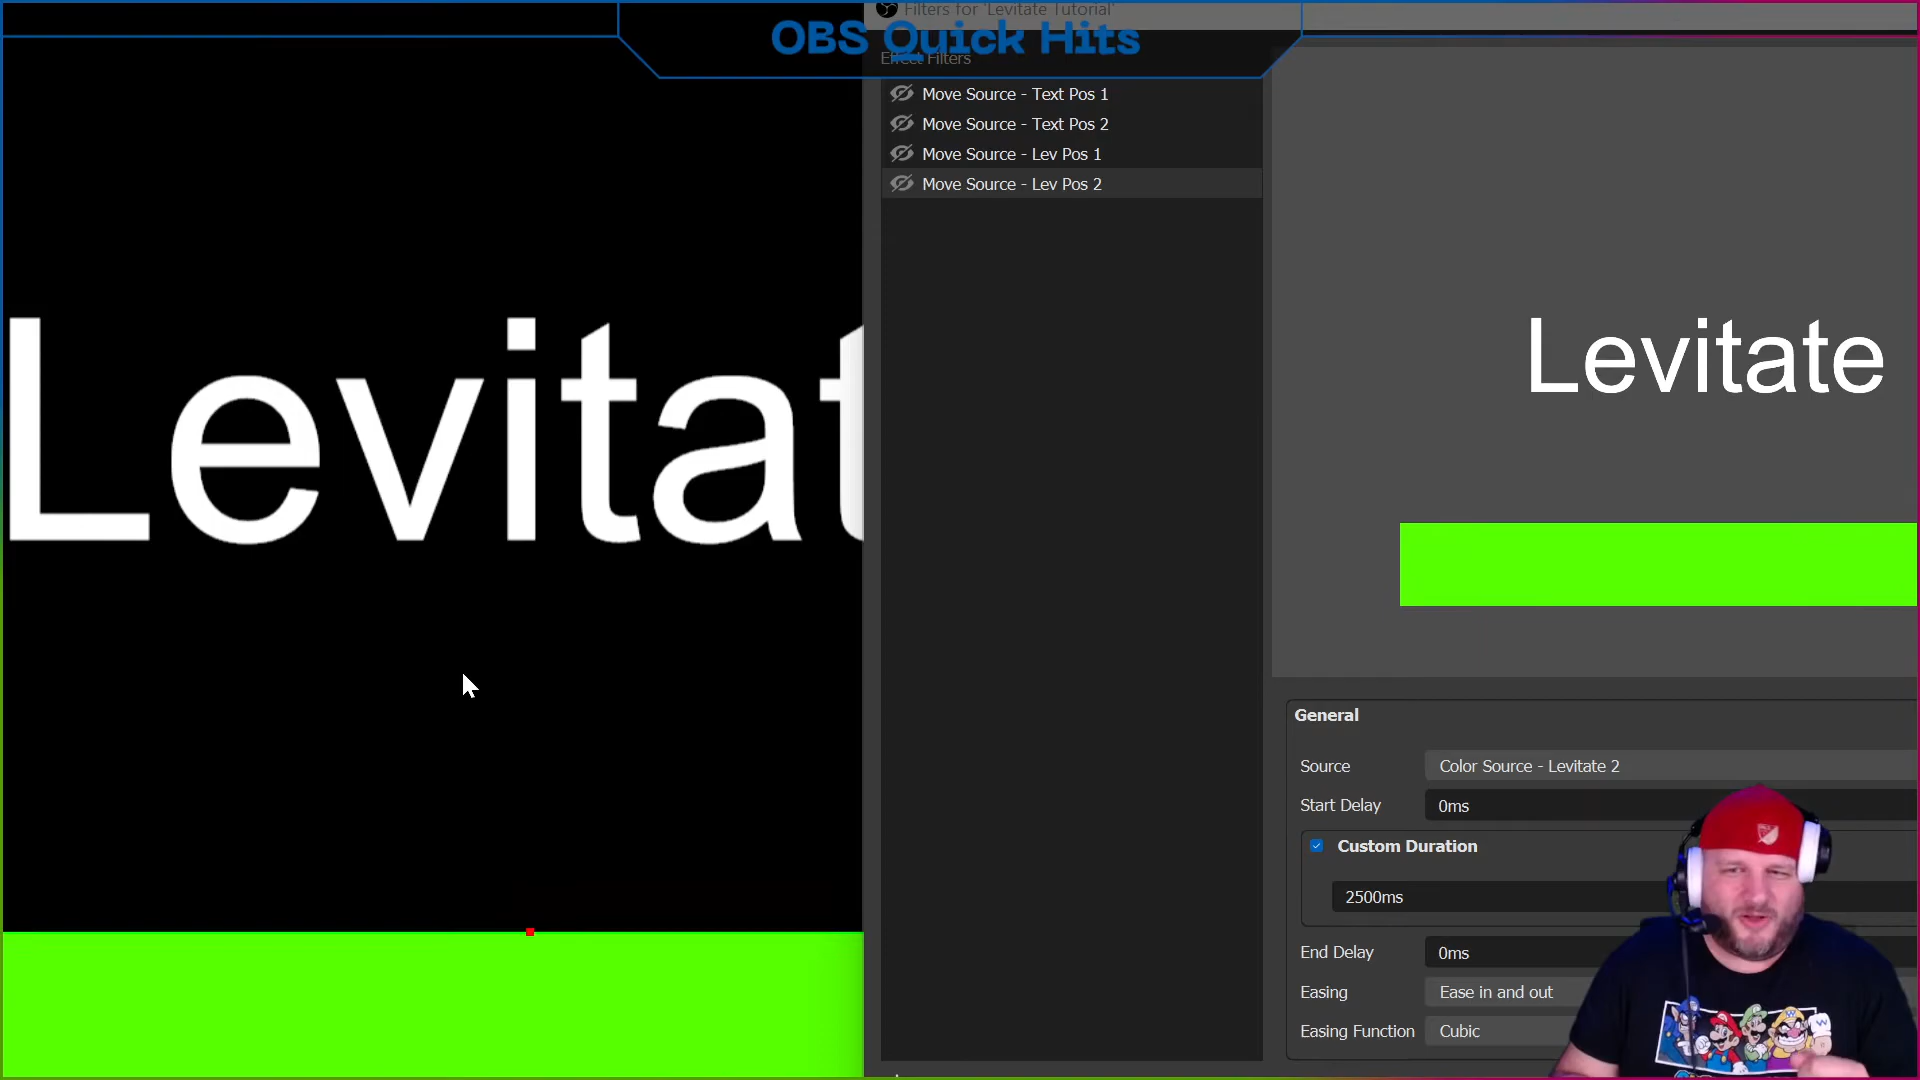 Filters for 'Levitate Tutorial'
OBS Quick Hits
Effect Filters
Move Source - Text Pos 1
Move Source - Text Pos 2
Move Source - Lev Pos 1
Move Source - Lev Pos 2
Levitat
Levitate
General
Source Color Source - Levitate 2
Start Delay 0ms
Custom Duration
2500ms
End Delay 0ms
Easing Ease in and out
Easing Function Cubic